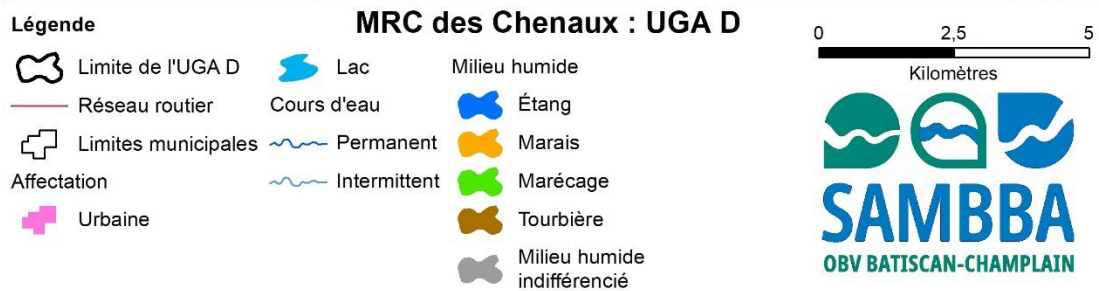 MRC des Chenaux : UGA D
Légende
Limite de l'UGA D
Réseau routier
Limites municipales
Affectation
Urbaine
Lac
Cours d'eau
Permanent
Intermittent
Milieu humide
Étang
Marais
Marécage
Tourbière
Milieu humide
indifférencié
0 2,5 5
Kilomètres
SAMBBA
OBV BATISCAN-CHAMPLAIN